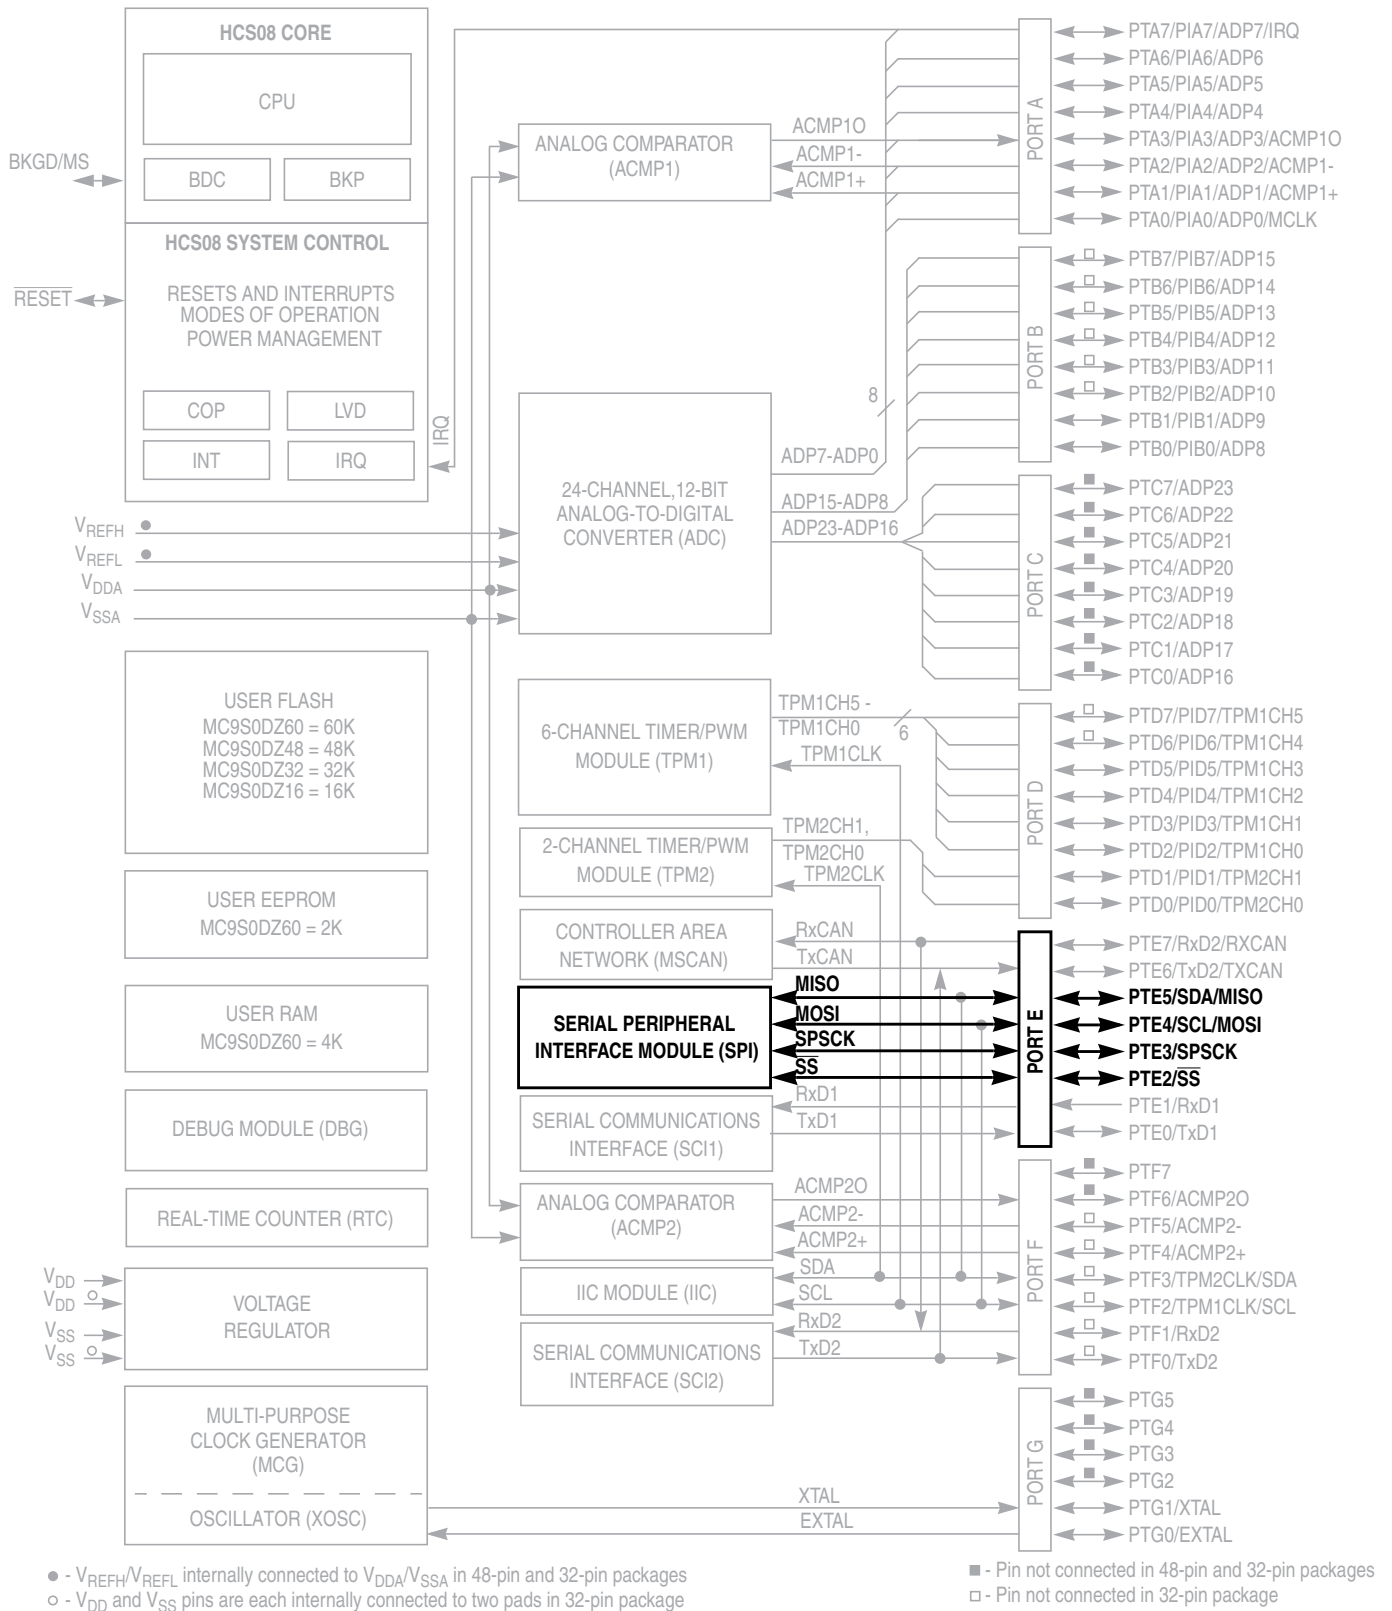 HCS08 CORE
CPU
BDC
BKP
BKGD/MS
HCS08 SYSTEM CONTROL
RESETS AND INTERRUPTS
MODES OF OPERATION
POWER MANAGEMENT
RESET
COP
LVD
INT
IRQ
IRQ
VREFH
VREFL
VDDA
VSSA
USER FLASH
MC9S0DZ60 = 60K
MC9S0DZ48 = 48K
MC9S0DZ32 = 32K
MC9S0DZ16 = 16K
USER EEPROM
MC9S0DZ60 = 2K
USER RAM
MC9S0DZ60 = 4K
DEBUG MODULE (DBG)
REAL-TIME COUNTER (RTC)
VDD
VDD
VSS
VSS
VOLTAGE
REGULATOR
MULTI-PURPOSE
CLOCK GENERATOR
(MCG)
OSCILLATOR (XOSC)
ANALOG COMPARATOR
(ACMP1)
ACMP1O
ACMP1-
ACMP1+
24-CHANNEL,12-BIT
ANALOG-TO-DIGITAL
CONVERTER (ADC)
8
ADP7-ADP0
ADP15-ADP8
ADP23-ADP16
6-CHANNEL TIMER/PWM
MODULE (TPM1)
TPM1CH5 -
TPM1CH0
6
TPM1CLK
2-CHANNEL TIMER/PWM
MODULE (TPM2)
TPM2CH1,
TPM2CH0
TPM2CLK
CONTROLLER AREA
NETWORK (MSCAN)
RxCAN
TxCAN
SERIAL PERIPHERAL
INTERFACE MODULE (SPI)
MISO
MOSI
SPSCK
SS
SERIAL COMMUNICATIONS
INTERFACE (SCI1)
RxD1
TxD1
ANALOG COMPARATOR
(ACMP2)
ACMP2O
ACMP2-
ACMP2+
IIC MODULE (IIC)
SDA
SCL
SERIAL COMMUNICATIONS
INTERFACE (SCI2)
RxD2
TxD2
XTAL
EXTAL
PORT A
PTA7/PIA7/ADP7/IRQ
PTA6/PIA6/ADP6
PTA5/PIA5/ADP5
PTA4/PIA4/ADP4
PTA3/PIA3/ADP3/ACMP1O
PTA2/PIA2/ADP2/ACMP1-
PTA1/PIA1/ADP1/ACMP1+
PTA0/PIA0/ADP0/MCLK
PORT B
PTB7/PIB7/ADP15
PTB6/PIB6/ADP14
PTB5/PIB5/ADP13
PTB4/PIB4/ADP12
PTB3/PIB3/ADP11
PTB2/PIB2/ADP10
PTB1/PIB1/ADP9
PTB0/PIB0/ADP8
PORT C
PTC7/ADP23
PTC6/ADP22
PTC5/ADP21
PTC4/ADP20
PTC3/ADP19
PTC2/ADP18
PTC1/ADP17
PTC0/ADP16
PORT D
PTD7/PID7/TPM1CH5
PTD6/PID6/TPM1CH4
PTD5/PID5/TPM1CH3
PTD4/PID4/TPM1CH2
PTD3/PID3/TPM1CH1
PTD2/PID2/TPM1CH0
PTD1/PID1/TPM2CH1
PTD0/PID0/TPM2CH0
PORT E
PTE7/RxD2/RXCAN
PTE6/TxD2/TXCAN
PTE5/SDA/MISO
PTE4/SCL/MOSI
PTE3/SPSCK
PTE2/SS
PTE1/RxD1
PTE0/TxD1
PORT F
PTF7
PTF6/ACMP2O
PTF5/ACMP2-
PTF4/ACMP2+
PTF3/TPM2CLK/SDA
PTF2/TPM1CLK/SCL
PTF1/RxD2
PTF0/TxD2
PORT G
PTG5
PTG4
PTG3
PTG2
PTG1/XTAL
PTG0/EXTAL
● - VREFH/VREFL internally connected to VDDA/VSSA in 48-pin and 32-pin packages
○ - VDD and VSS pins are each internally connected to two pads in 32-pin package
■ - Pin not connected in 48-pin and 32-pin packages
□ - Pin not connected in 32-pin package